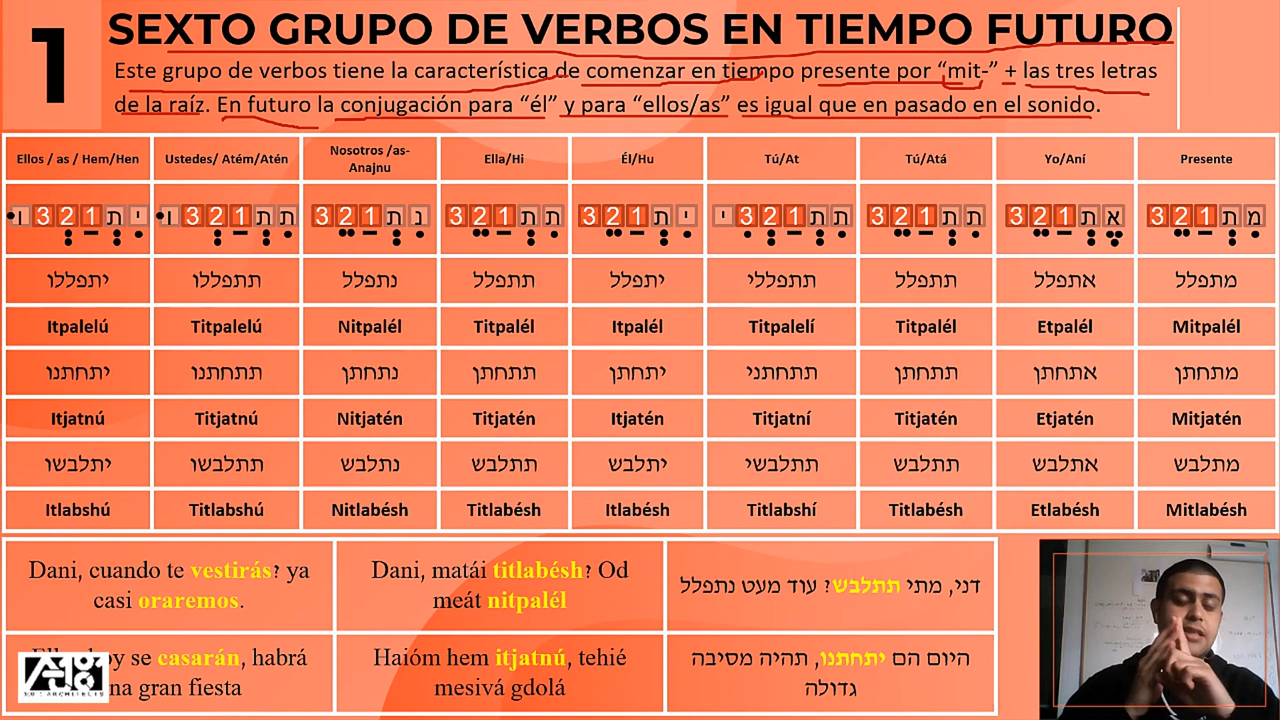 1
SEXTO GRUPO DE VERBOS EN TIEMPO FUTURO
Este grupo de verbos tiene la característica de comenzar en tiempo presente por “mit-” + las tres letras
de la raíz. En futuro la conjugación para “él” y para “ellos/as” es igual que en pasado en el sonido.
Ellos / as / Hem/Hen
Ustedes/ Atém/Atén
Nosotros /as-
Anajnu
Ella/Hi
Él/Hu
Tú/At
Tú/Atá
Yo/Aní
Presente
יתפללו
תתפללו
נתפלל
תתפלל
יתפלל
תתפללי
תתפלל
אתפלל
מתפלל
Itpalelú
Titpalelú
Nitpalél
Titpalél
Itpalél
Titpalelí
Titpalél
Etpalél
Mitpalél
יתחתנו
תתחתנו
נתחתן
תתחתן
יתחתן
תתחתני
תתחתן
אתחתן
מתחתן
Itjatnú
Titjatnú
Nitjatén
Titjatén
Itjatén
Titjatní
Titjatén
Etjatén
Mitjatén
יתלבשו
תתלבשו
נתלבש
תתלבש
יתלבש
תתלבשי
תתלבש
אתלבש
מתלבש
Itlabshú
Titlabshú
Nitlabésh
Titlabésh
Itlabésh
Titlabshí
Titlabésh
Etlabésh
Mitlabésh
Dani, cuando te vestirás? ya
casi oraremos.
Dani, matái titlabésh? Od
meát nitpalél
דני, מתי תתלבש? עוד מעט נתפלל
hoy se casarán, habrá
gran fiesta
Haióm hem itjatnú, tehié
mesivá gdolá
היום הם יתחתנו, תהיה מסיבה
גדולה